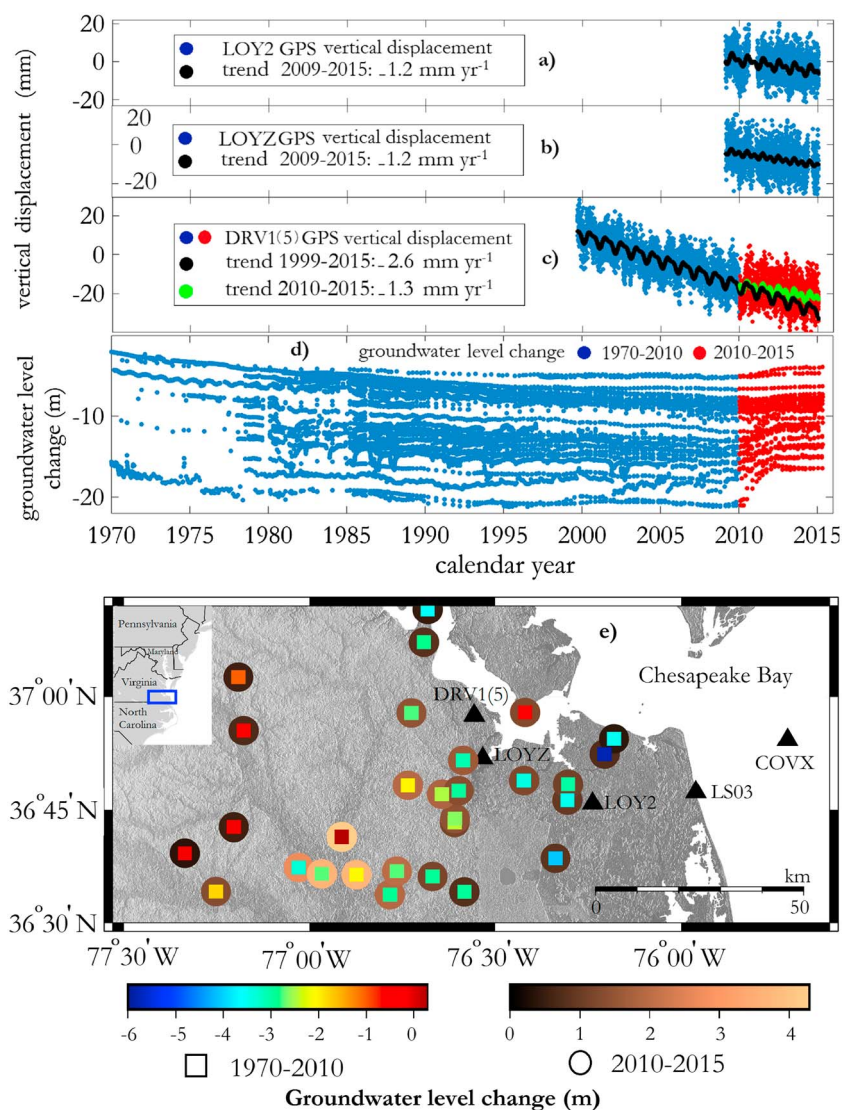 vertical displacement (mm)
20
0
-20
LOY2 GPS vertical displacement
trend 2009-2015: -1.2 mm yr-1
a)
20
0
-20
LOYZ GPS vertical displacement
trend 2009-2015: -1.2 mm yr-1
b)
20
0
-20
DRV1(5) GPS vertical displacement
trend 1999-2015: -2.6 mm yr-1
trend 2010-2015: -1.3 mm yr-1
c)
groundwater level
change (m)
-10
-20
d)
groundwater level change 1970-2010 2010-2015
1970 1975 1980 1985 1990 1995 2000 2005 2010 2015
calendar year
Pennsylvania
Maryland
Virginia
North
Carolina
e)
Chesapeake Bay
DRV1(5)
LOYZ
COVX
LOY2
LS03
km
0 50
37°00'N
36°45'N
36°30'N
77°30'W 77°00'W 76°30'W 76°00'W
-6 -5 -4 -3 -2 -1 0
0 1 2 3 4
1970-2010
2010-2015
Groundwater level change (m)